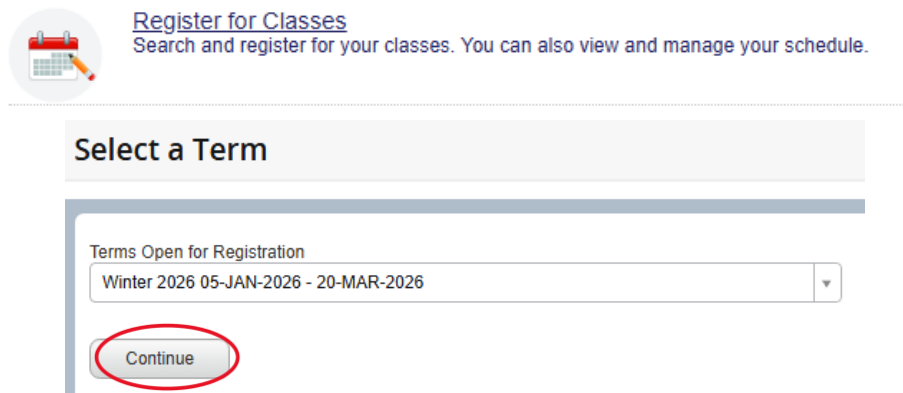 Register for Classes
Search and register for your classes. You can also view and manage your schedule.
Select a Term
Terms Open for Registration
Winter 2026 05-JAN-2026 - 20-MAR-2026
Continue